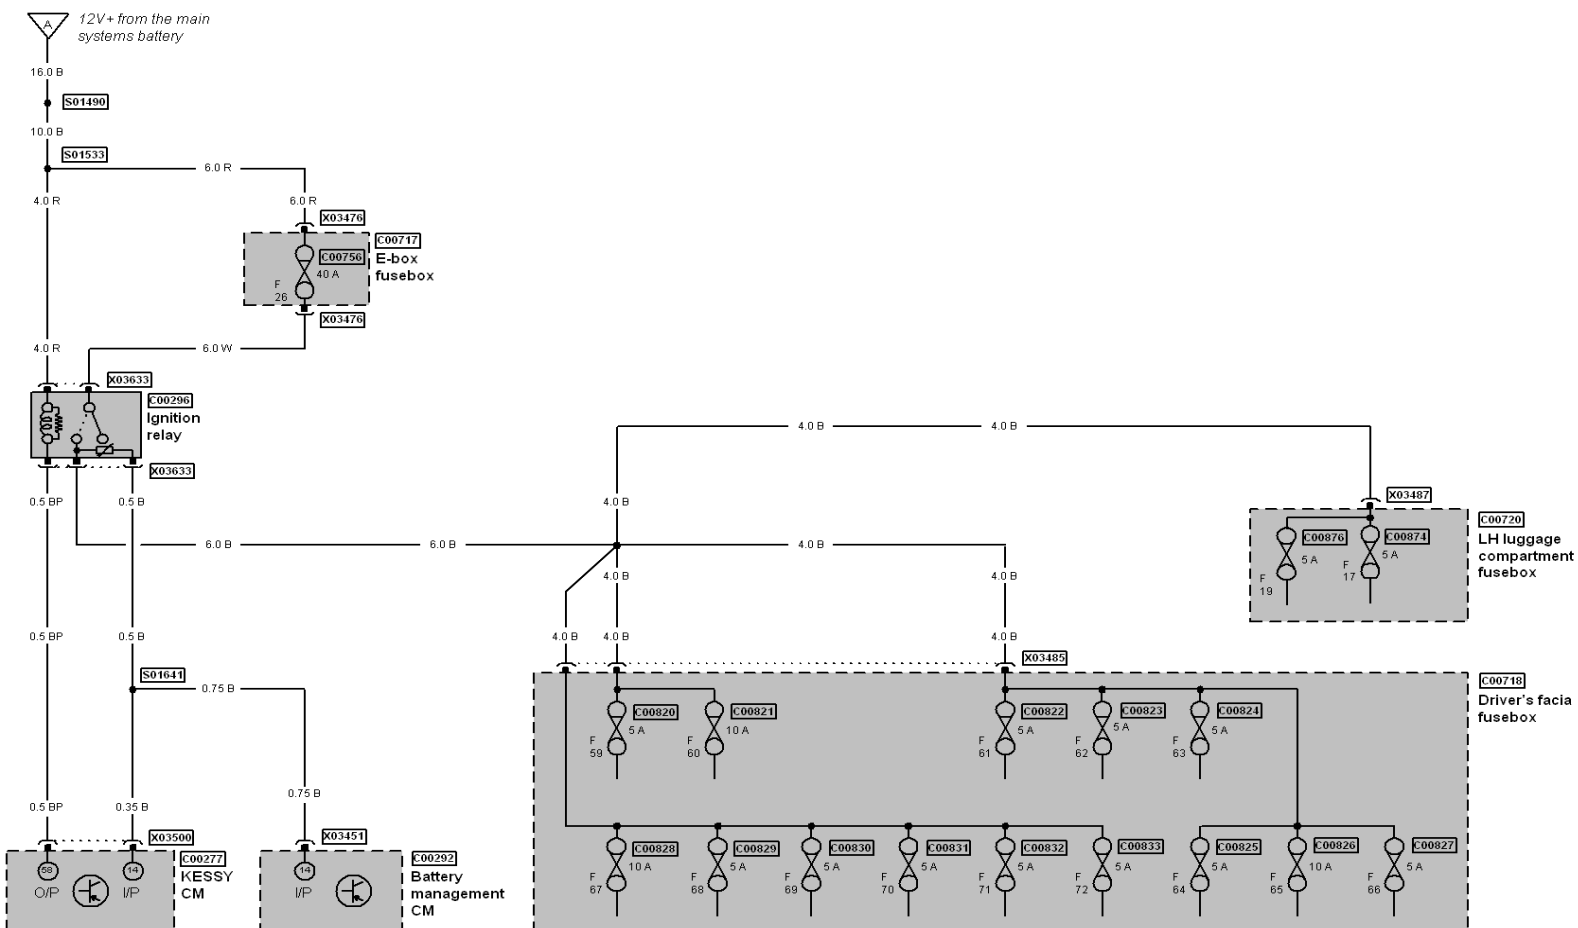 12V+ from the main
A
systems battery
16.0 B
S01490
10.0 B
S01533
6.0 R
4.0 R
6.0 R
X03476
C00717
E-box
fusebox
C00756
40 A
F
26
X03476
4.0 R
6.0 W
X03633
C00296
Ignition
relay
X03633
4.0 B
4.0 B
0.5 BP
0.5 B
4.0 B
X03487
C00720
LH luggage
compartment
fusebox
C00876
5 A
F
19
C00874
5 A
F
17
6.0 B
6.0 B
4.0 B
4.0 B
4.0 B
0.5 BP
0.5 B
4.0 B
4.0 B
4.0 B
X03485
S01641
0.75 B
C00718
Driver's facia
fusebox
C00820
5 A
F
59
C00821
10 A
F
60
C00822
5 A
F
61
C00823
5 A
F
62
C00824
5 A
F
63
0.75 B
0.5 BP
0.35 B
X03500
X03451
C00277
KESSY
CM
58
O/P
14
I/P
C00292
Battery
management
CM
14
I/P
C00828
10 A
F
67
C00829
5 A
F
68
C00830
5 A
F
69
C00831
5 A
F
70
C00832
5 A
F
71
C00833
5 A
F
72
C00825
5 A
F
64
C00826
10 A
F
65
C00827
5 A
F
66